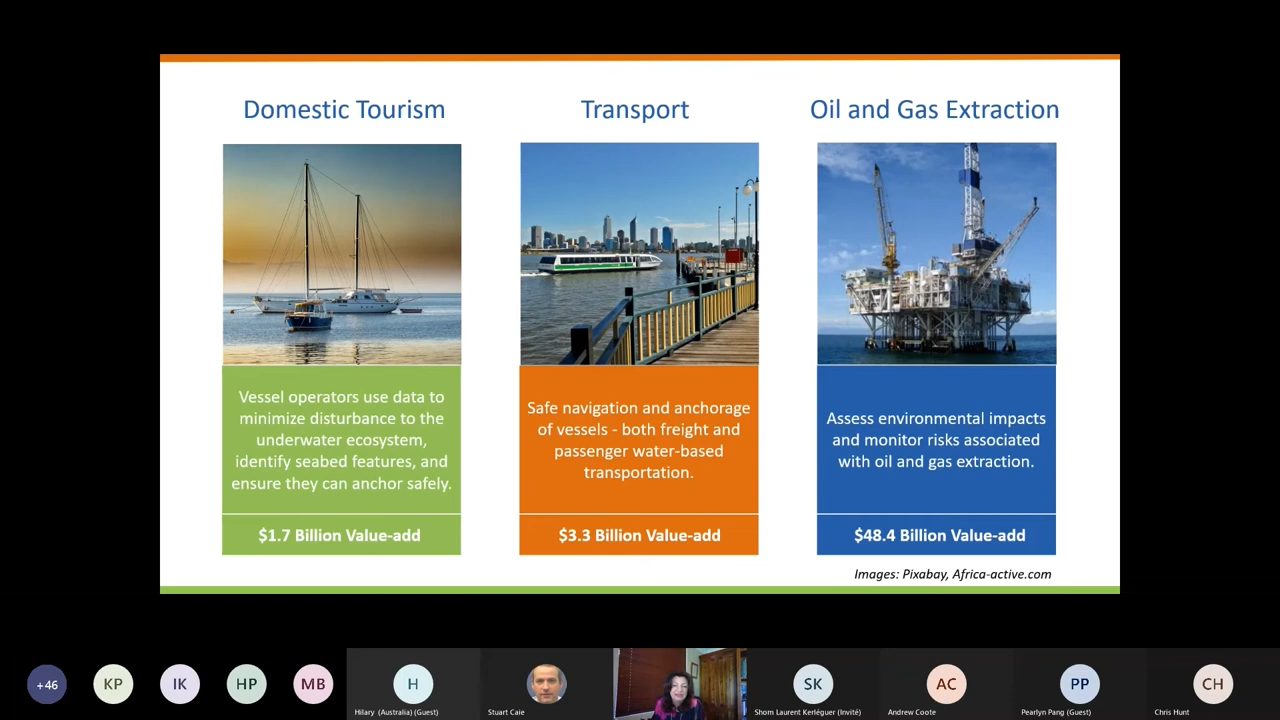 Domestic Tourism
Transport
Oil and Gas Extraction
Vessel operators use data to
minimize disturbance to the
underwater ecosystem,
identify seabed features, and
ensure they can anchor safely.
$1.7 Billion Value-add
Safe navigation and anchorage
of vessels - both freight and
passenger water-based
transportation.
$3.3 Billion Value-add
Assess environmental impacts
and monitor risks associated
with oil and gas extraction.
$48.4 Billion Value-add
Images: Pixabay, Africa-active.com
+46
KP
IK
HP
MB
H
Hilary (Australia) (Guest)
Stuart Caie
SK
Shom Laurent Kerléguer (Invité)
AC
Andrew Coote
PP
Pearlyn Pang (Guest)
CH
Chris Hunt